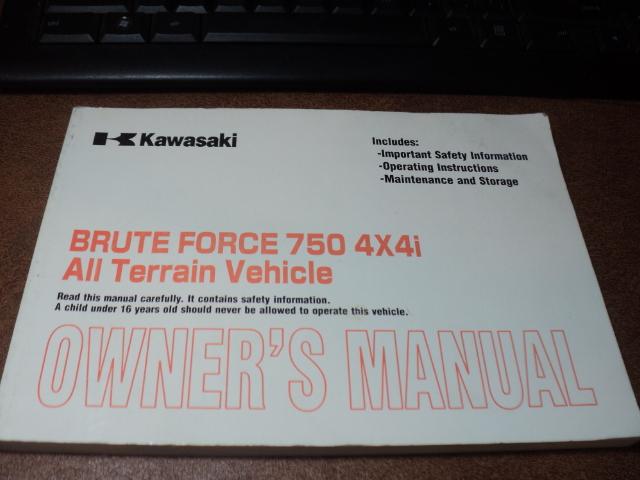 Kawasaki
Includes:
-Important Safety Information
-Operating Instructions
-Maintenance and Storage
BRUTE FORCE 750 4X4i
All Terrain Vehicle
Read this manual carefully. It contains safety information.
A child under 16 years old should never be allowed to operate this vehicle.
OWNER'S MANUAL